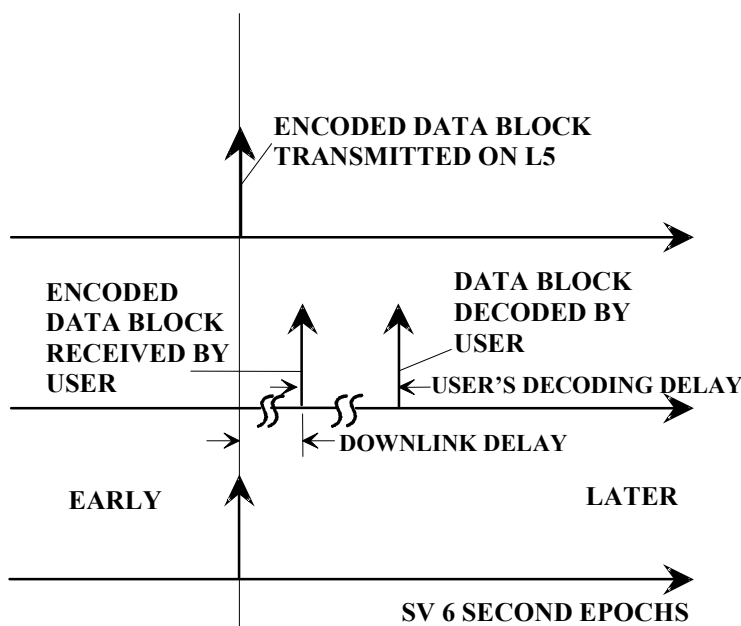 ENCODED DATA BLOCK
TRANSMITTED ON L5
ENCODED
DATA BLOCK
RECEIVED BY
USER
DATA BLOCK
DECODED BY
USER
USER'S DECODING DELAY
DOWNLINK DELAY
EARLY
LATER
SV 6 SECOND EPOCHS